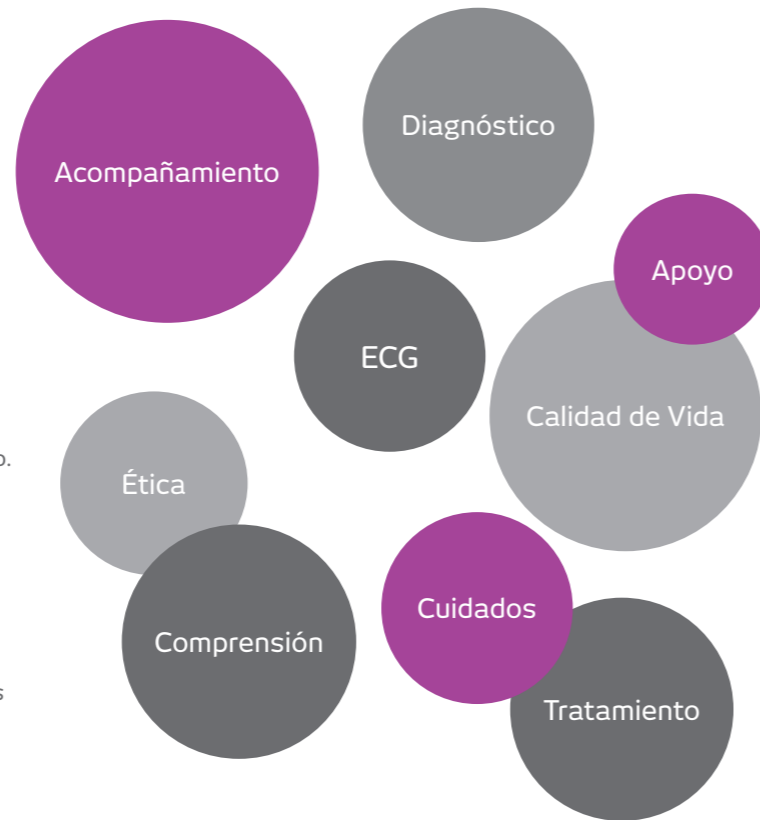 Diagnóstico
Acompañamiento
Apoyo
ECG
Calidad de Vida
o.
Ética
Cuidados
Comprensión
s
Tratamiento